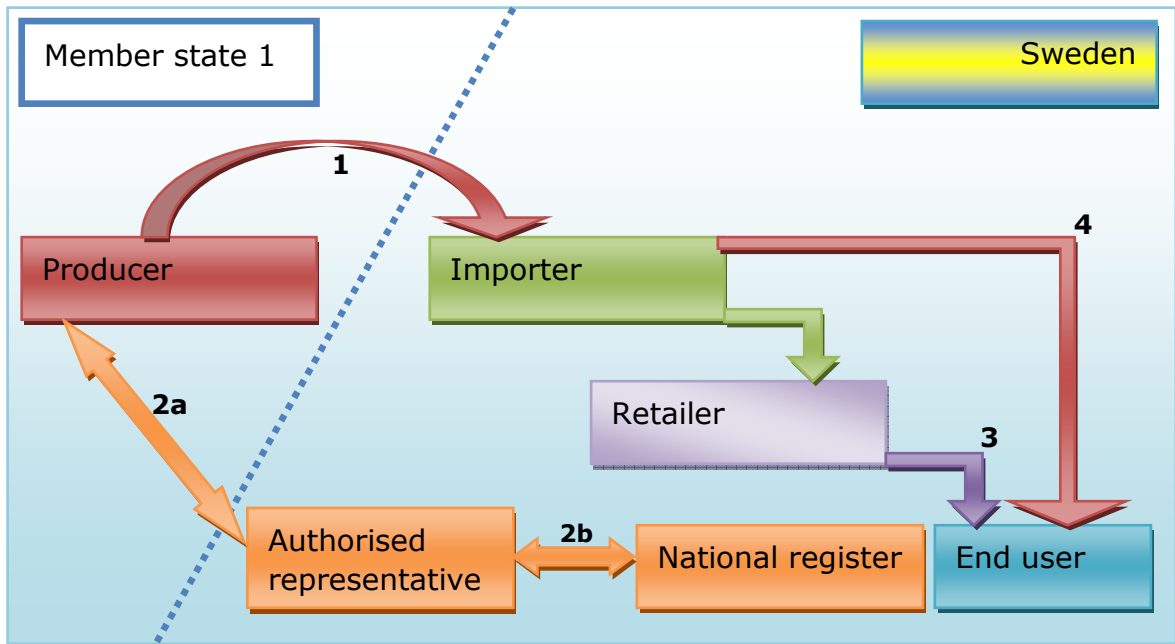 Member state 1
Sweden
1
4
Producer
Importer
2a
Retailer
3
Authorised
representative
2b
National register
End user